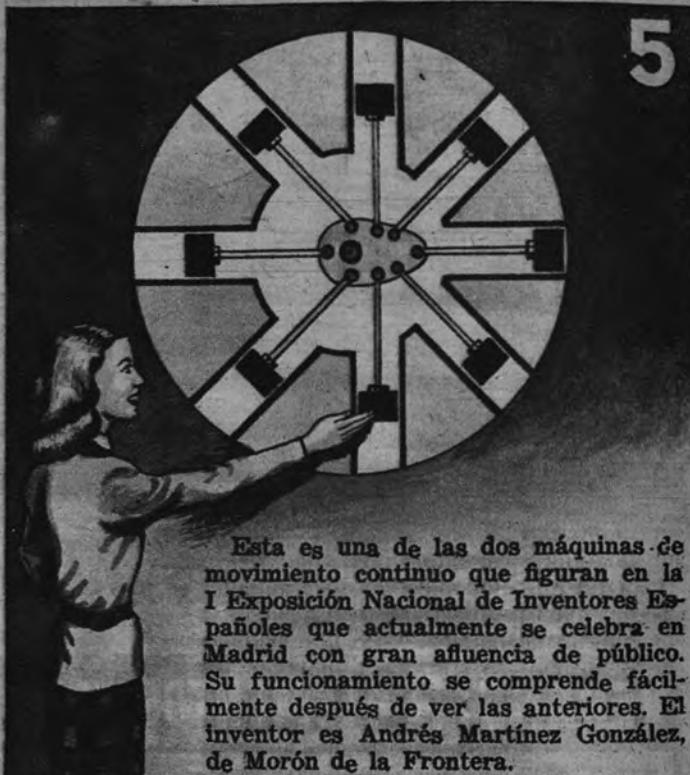 5
Esta es una de las dos máquinas de
movimiento continuo que figuran en la
I Exposición Nacional de Inventores Es-
pañoles que actualmente se celebra en
Madrid con gran afluencia de público.
Su funcionamiento se comprende fácil-
mente después de ver las anteriores. El
inventor es Andrés Martínez González,
de Morón de la Frontera.